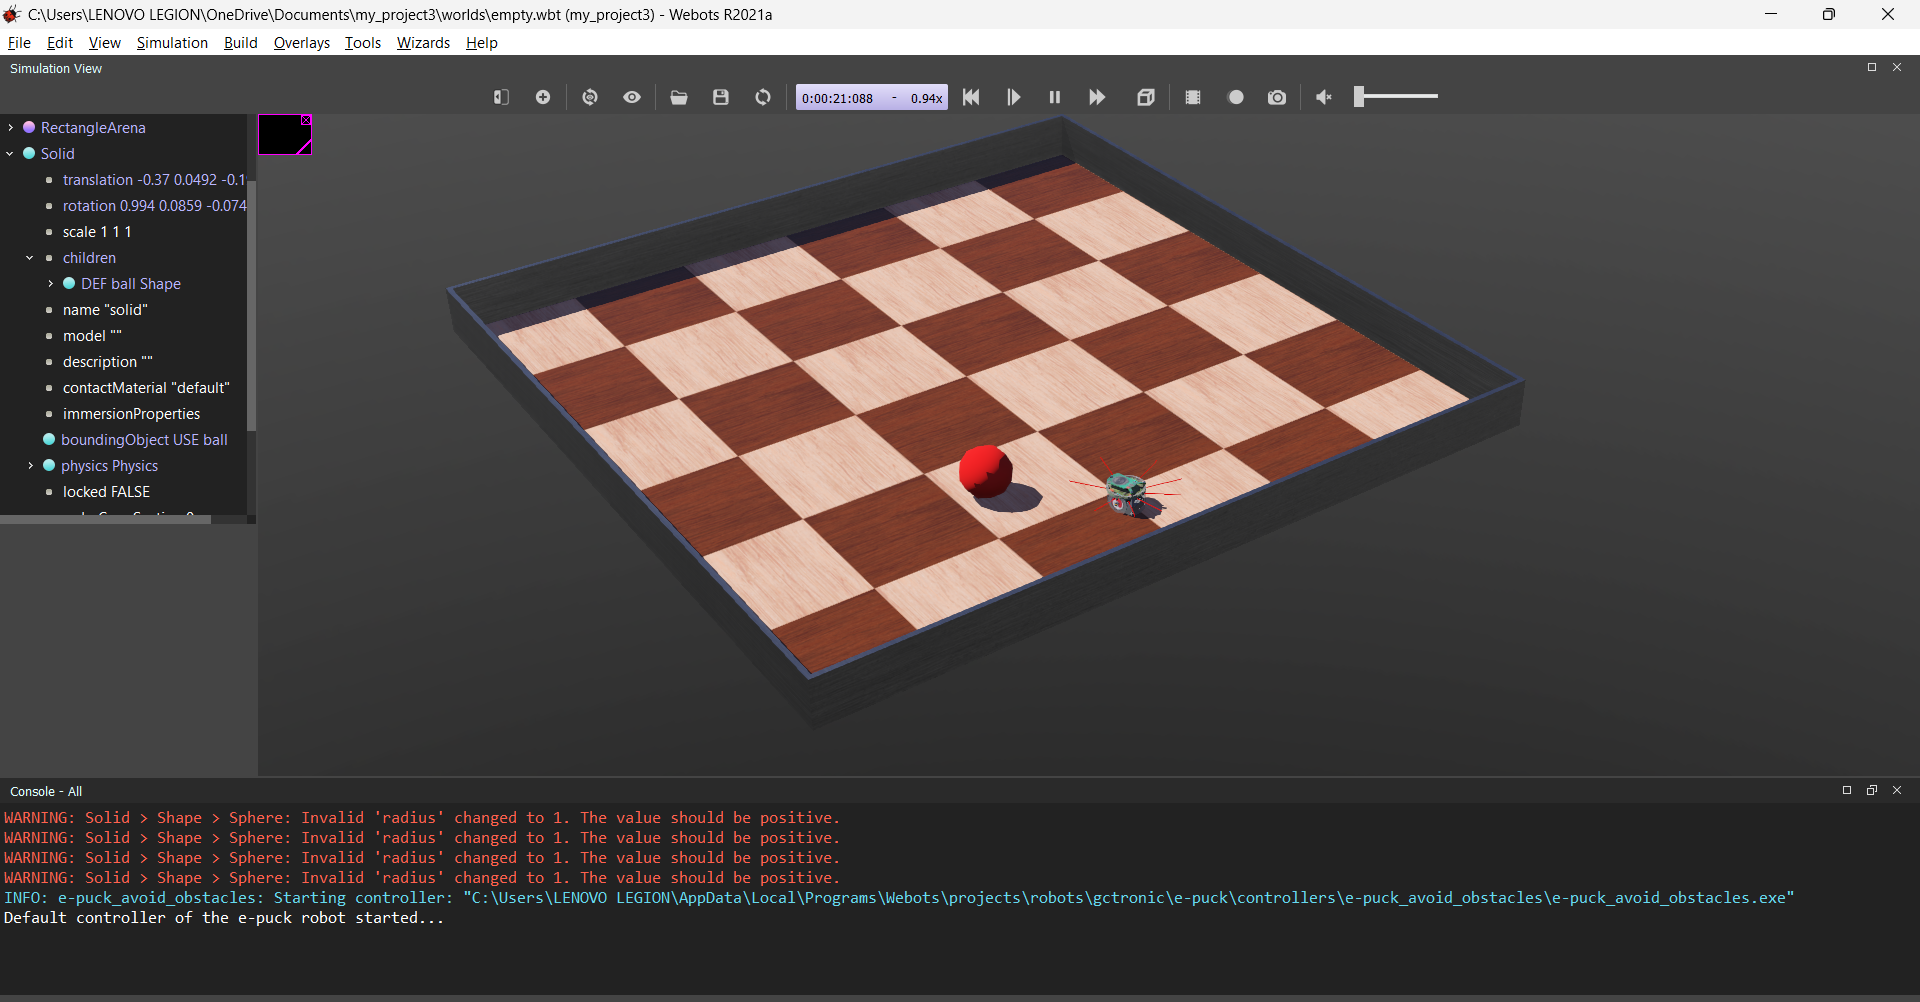 C:\Users\LENOVO LEGION\OneDrive\Documents\my_project3\worlds\empty.wbt (my_project3) - Webots R2021a
File Edit View Simulation Build Overlays Tools Wizards Help
Simulation View
0:00:21:088 - 0.94x
RectangleArena
Solid
translation -0.37 0.0492 -0.1
rotation 0.994 0.0859 -0.074
scale 1 1 1
children
DEF ball Shape
name "solid"
model ""
description ""
contactMaterial "default"
immersionProperties
boundingObject USE ball
physics Physics
locked FALSE
Console - All
WARNING: Solid > Shape > Sphere: Invalid 'radius' changed to 1. The value should be positive.
WARNING: Solid > Shape > Sphere: Invalid 'radius' changed to 1. The value should be positive.
WARNING: Solid > Shape > Sphere: Invalid 'radius' changed to 1. The value should be positive.
WARNING: Solid > Shape > Sphere: Invalid 'radius' changed to 1. The value should be positive.
INFO: e-puck_avoid_obstacles: Starting controller: "C:\Users\LENOVO LEGION\AppData\Local\Programs\Webots\projects\robots\gctronic\e-puck\controllers\e-puck_avoid_obstacles\e-puck_avoid_obstacles.exe"
Default controller of the e-puck robot started...